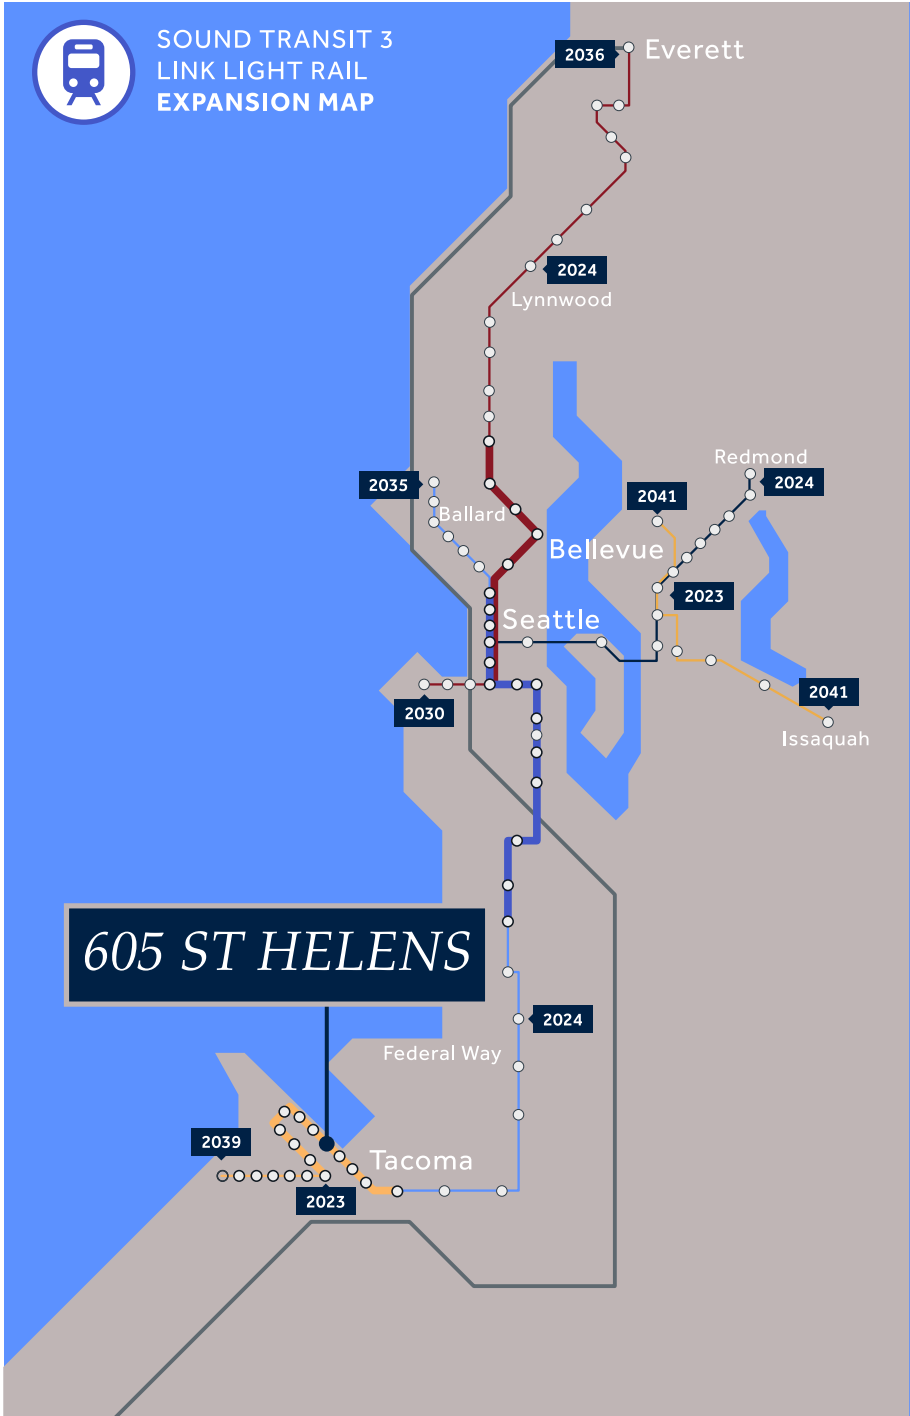 SOUND TRANSIT 3
LINK LIGHT RAIL
EXPANSION MAP
2036
Everett
2024
Lynnwood
Redmond
2024
2035
2041
Ballard
Bellevue
2023
Seattle
2041
2030
Issaquah
605 ST HELENS
2024
Federal Way
2039
Tacoma
2023